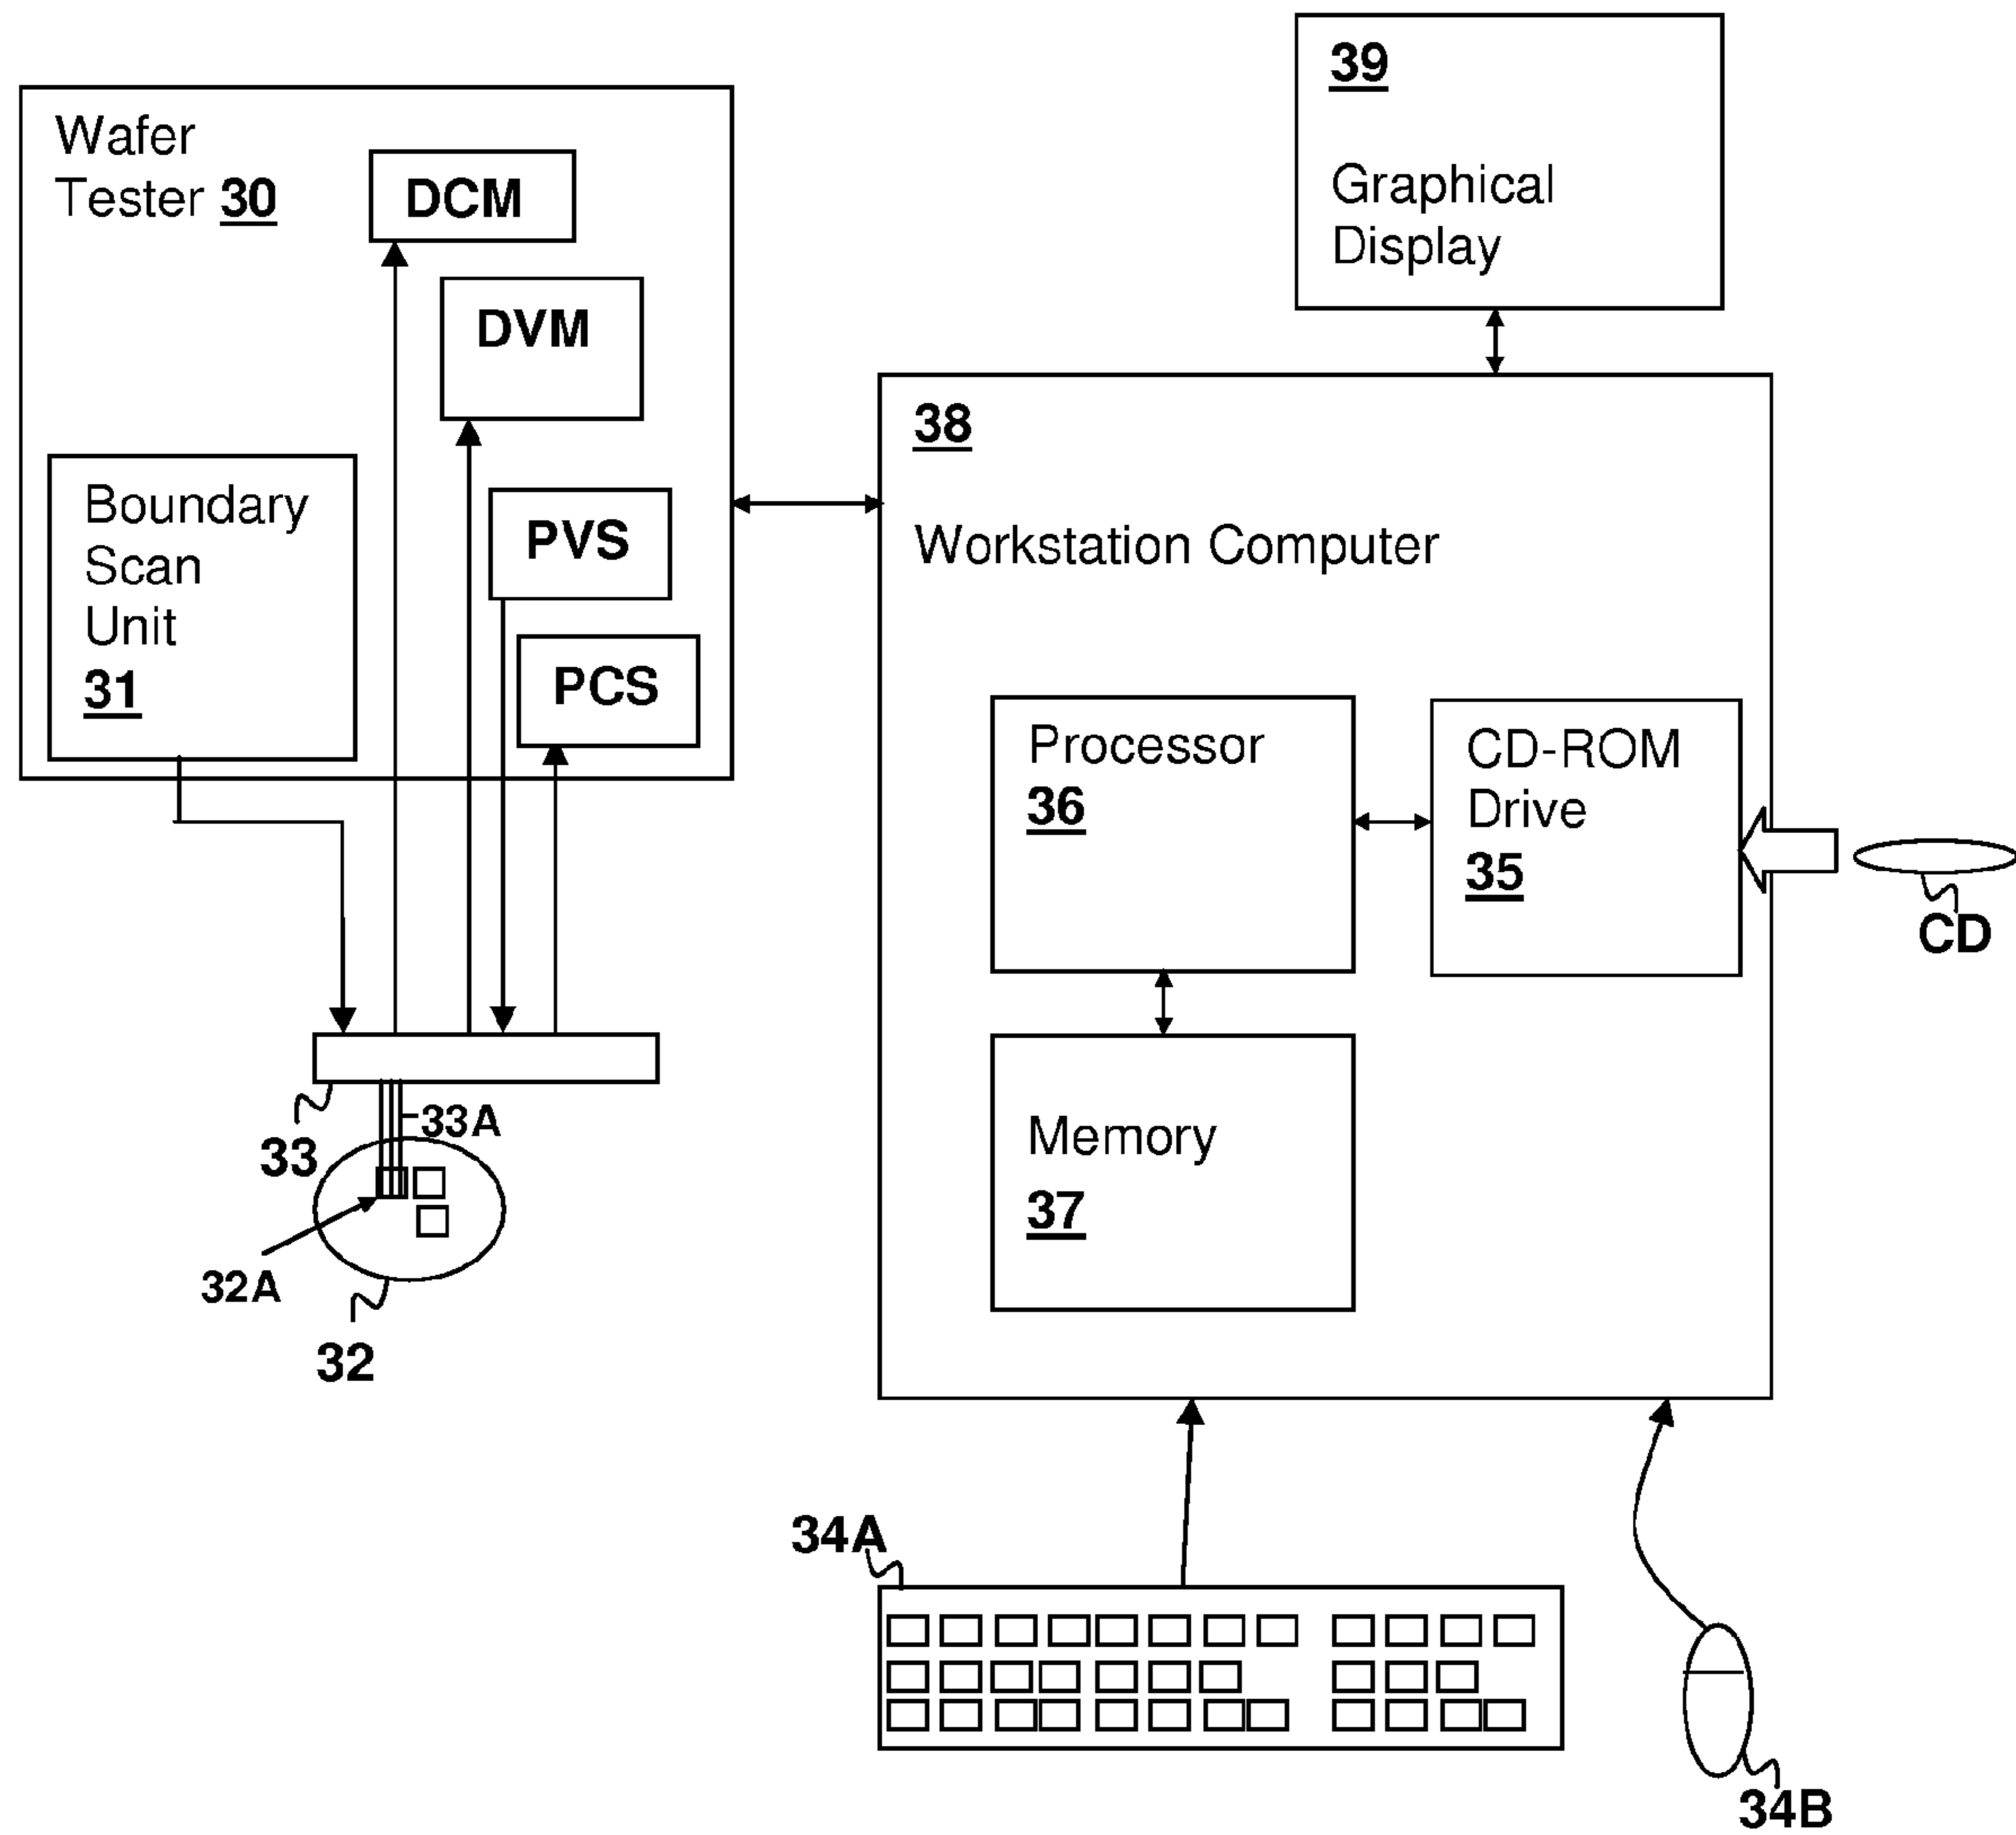 Wafer
Tester 30
DCM
DVM
Boundary
Scan
Unit
31
PVS
PCS
33
33A
32A
32
39
Graphical
Display
38
Workstation Computer
Processor
36
CD-ROM
Drive
35
CD
Memory
37
34A
34B